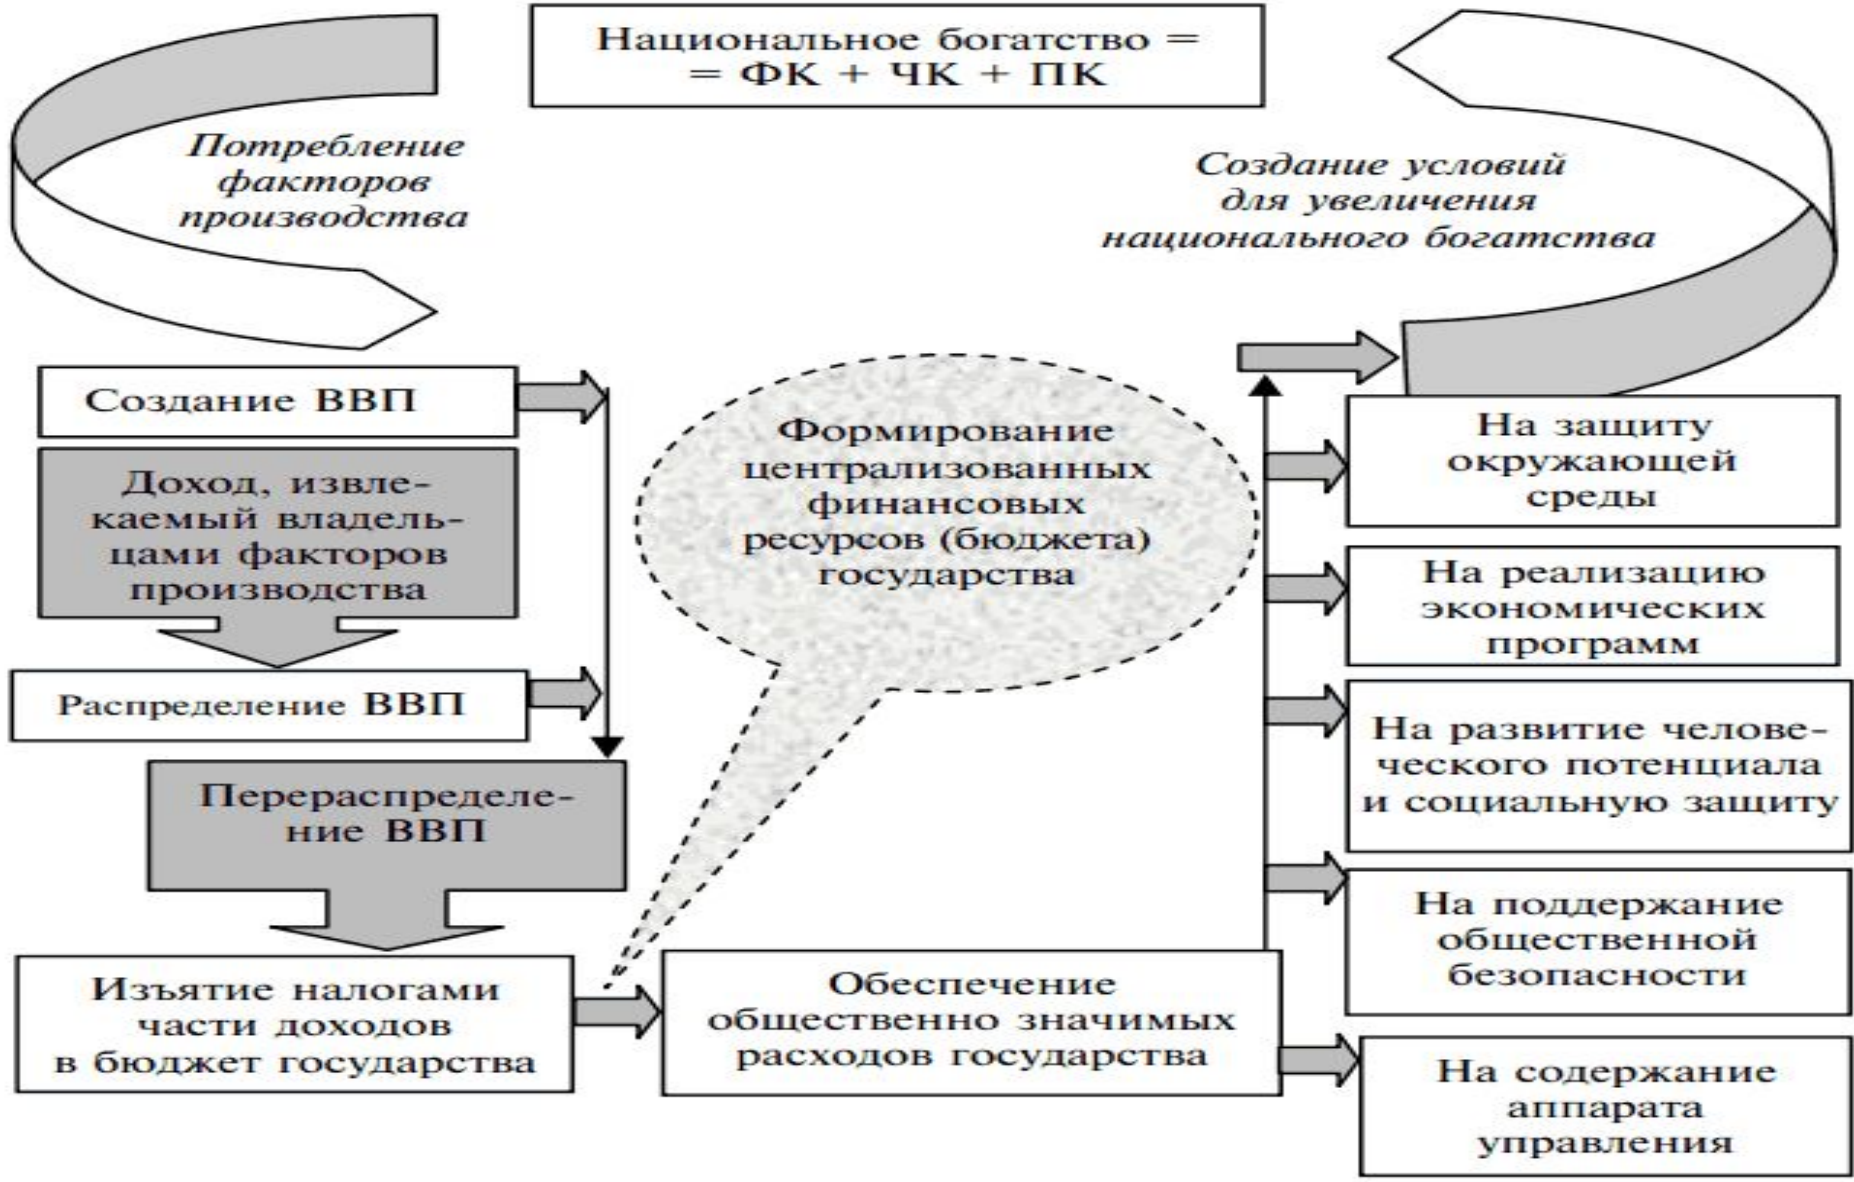 Национальное богатство =
= ФК + ЧК + ПК
Потребление
факторов
производства
Создание условий
для увеличения
национального богатства
Создание ВВП
Доход, извле-
каемый владель-
цами факторов
производства
Распределение ВВП
Перераспределе-
ние ВВП
Изъятие налогами
части доходов
в бюджет государства
Формирование
централизованных
финансовых
ресурсов (бюджета)
государства
Обеспечение
общественно значимых
расходов государства
На защиту
окружающей
среды
На реализацию
экономических
программ
На развитие челове-
ческого потенциала
и социальную защиту
На поддержание
общественной
безопасности
На содержание
аппарата
управления